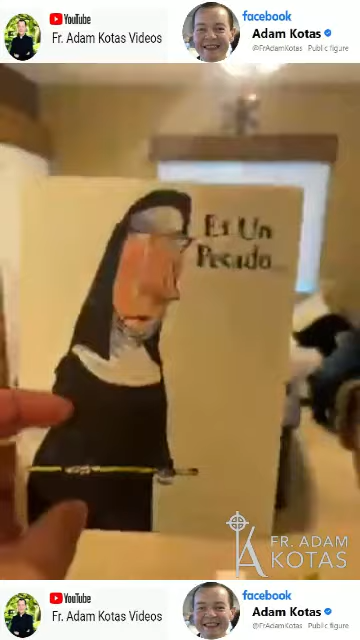 YouTube
Fr. Adam Kotas Videos
facebook
Adam Kotas
@FrAdamKotas · Public figure
Es Un
Pecado...
FR. ADAM
KOTAS
YouTube
Fr. Adam Kotas Videos
facebook
Adam Kotas
@FrAdamKotas · Public figure